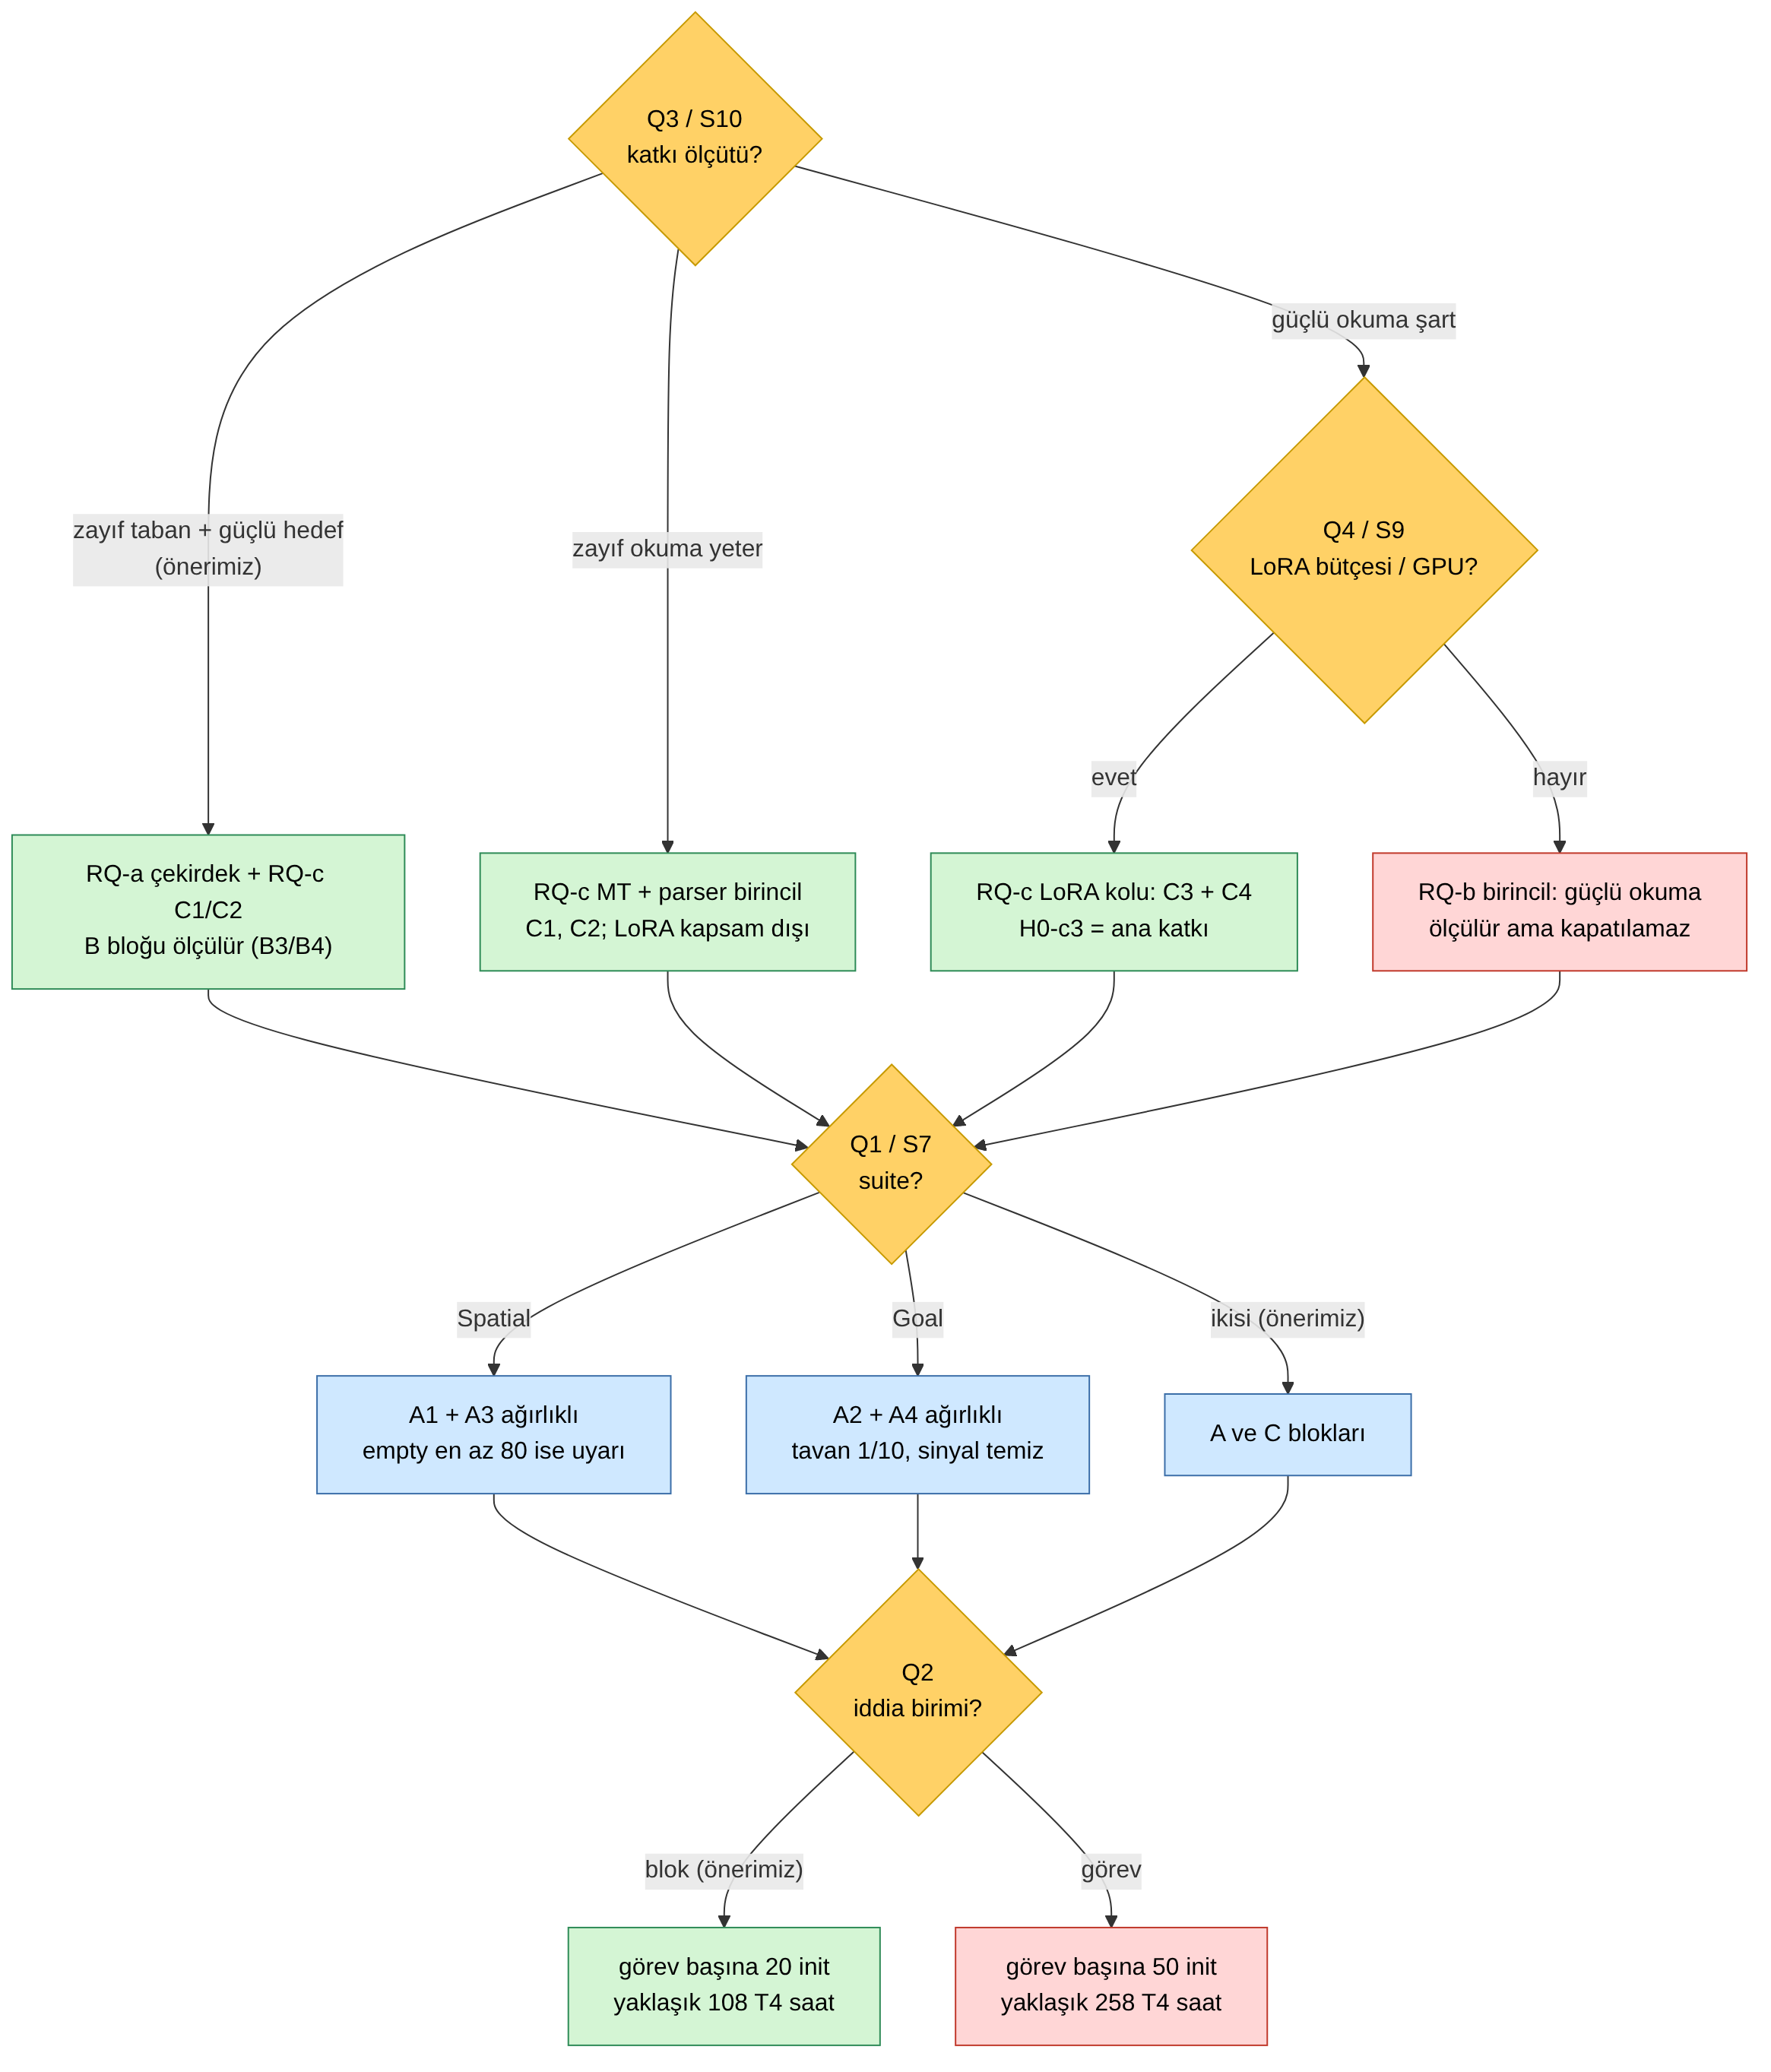 Q3 / S10
katkı ölçütü?
güçlü okuma şart
zayıf taban + güçlü hedef
(önerimiz)
zayıf okuma yeter
Q4 / S9
LoRA bütçesi / GPU?
evet
hayır
RQ-a çekirdek + RQ-c
C1/C2
B bloğu ölçülür (B3/B4)
RQ-c MT + parser birincil
C1, C2; LoRA kapsam dışı
RQ-c LoRA kolu: C3 + C4
H0-c3 = ana katkı
RQ-b birincil: güçlü okuma
ölçülür ama kapatılamaz
Q1 / S7
suite?
Spatial
Goal
ikisi (önerimiz)
A1 + A3 ağırlıklı
empty en az 80 ise uyarı
A2 + A4 ağırlıklı
tavan 1/10, sinyal temiz
A ve C blokları
Q2
iddia birimi?
blok (önerimiz)
görev
görev başına 20 init
yaklaşık 108 T4 saat
görev başına 50 init
yaklaşık 258 T4 saat